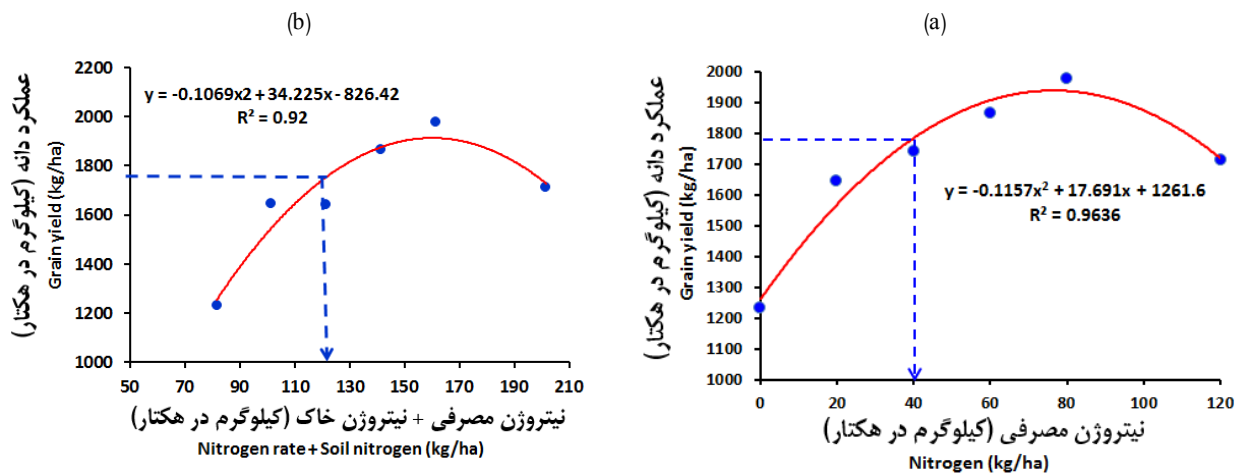 (b)
عملکرد دانه (کیلوگرم در هکتار)
Grain yield (kg/ha)
2200
2000
1800
1600
1400
1200
1000
y = -0.1069x2 + 34.225x - 826.42
R² = 0.92
50 70 90 110 130 150 170 190 210
نیتروژن مصرفی + نیتروژن خاک (کیلوگرم در هکتار)
Nitrogen rate + Soil nitrogen (kg/ha)
(a)
عملکرد دانه (کیلوگرم در هکتار)
Grain yield (kg/ha)
2000
1900
1800
1700
1600
1500
1400
1300
1200
1100
1000
y = -0.1157x² + 17.691x + 1261.6
R² = 0.9636
0 20 40 60 80 100 120
نیتروژن مصرفی (کیلوگرم در هکتار)
Nitrogen (kg/ha)